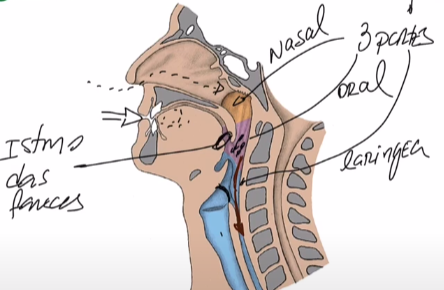 Nasal
3 partes
oral
laringea
Istmo
das
fauces